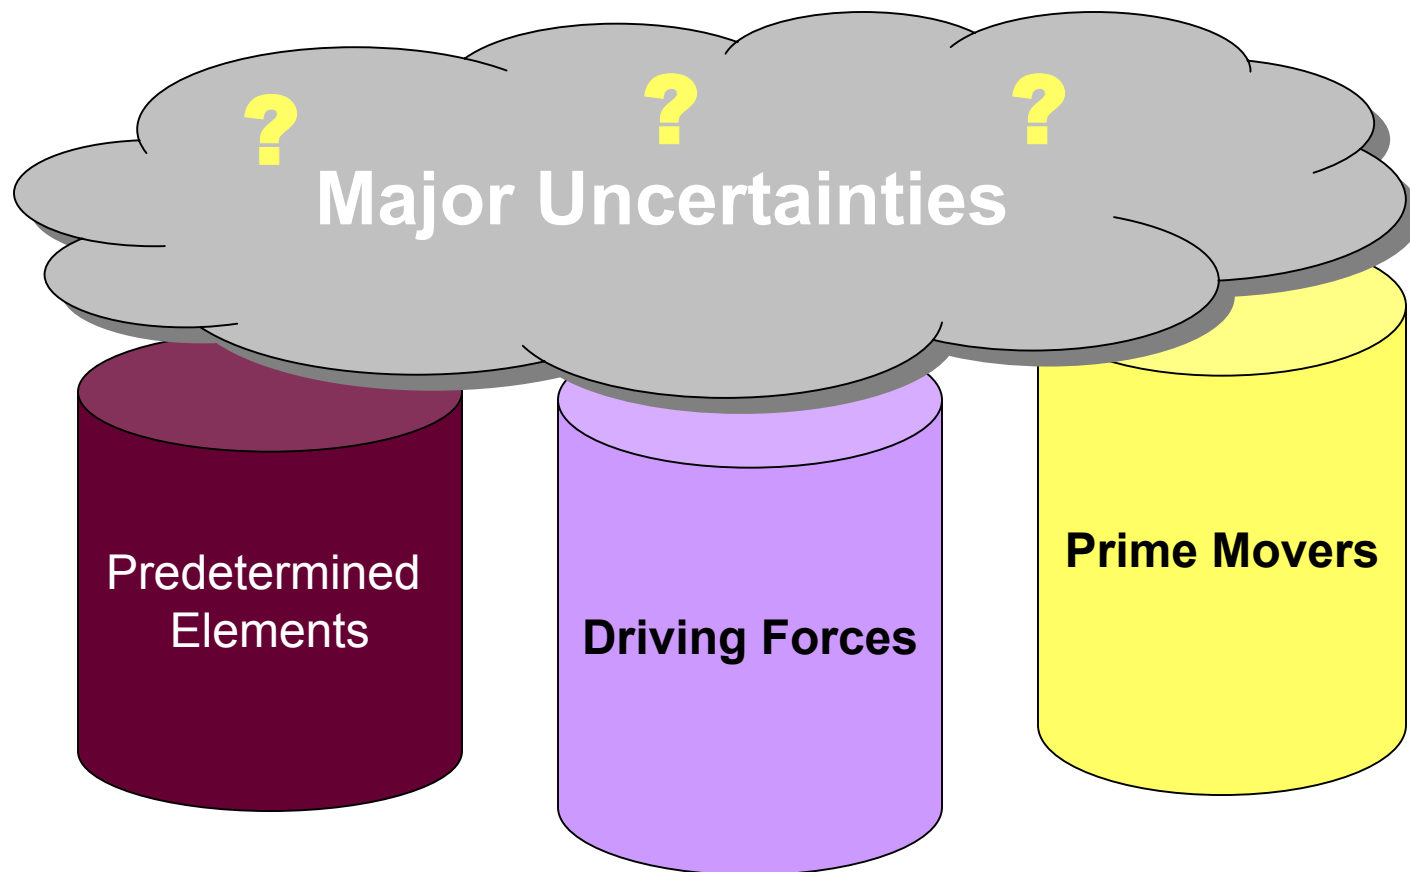 ? ? ?
Major Uncertainties
Predetermined
Elements
Driving Forces
Prime Movers